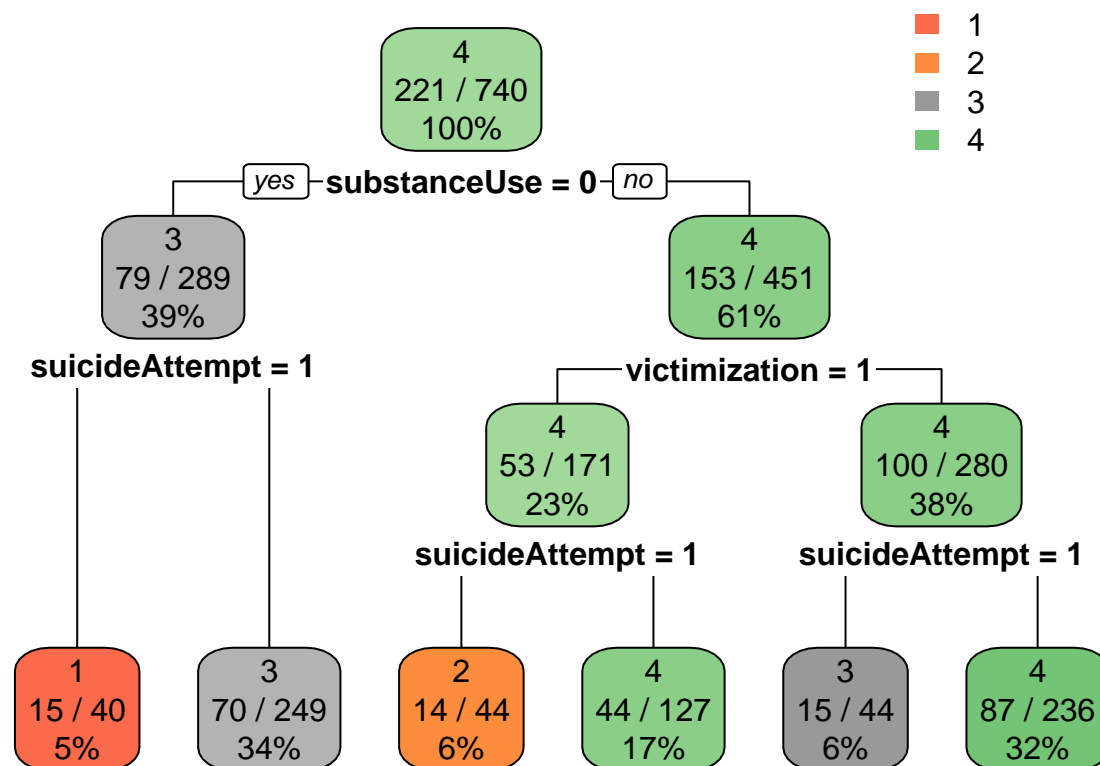 4
221 / 740
100%
1
2
3
4
yes substanceUse = 0 no
3
79 / 289
39%
4
153 / 451
61%
suicideAttempt = 1
victimization = 1
4
53 / 171
23%
4
100 / 280
38%
suicideAttempt = 1
suicideAttempt = 1
1
15 / 40
5%
3
70 / 249
34%
2
14 / 44
6%
4
44 / 127
17%
3
15 / 44
6%
4
87 / 236
32%